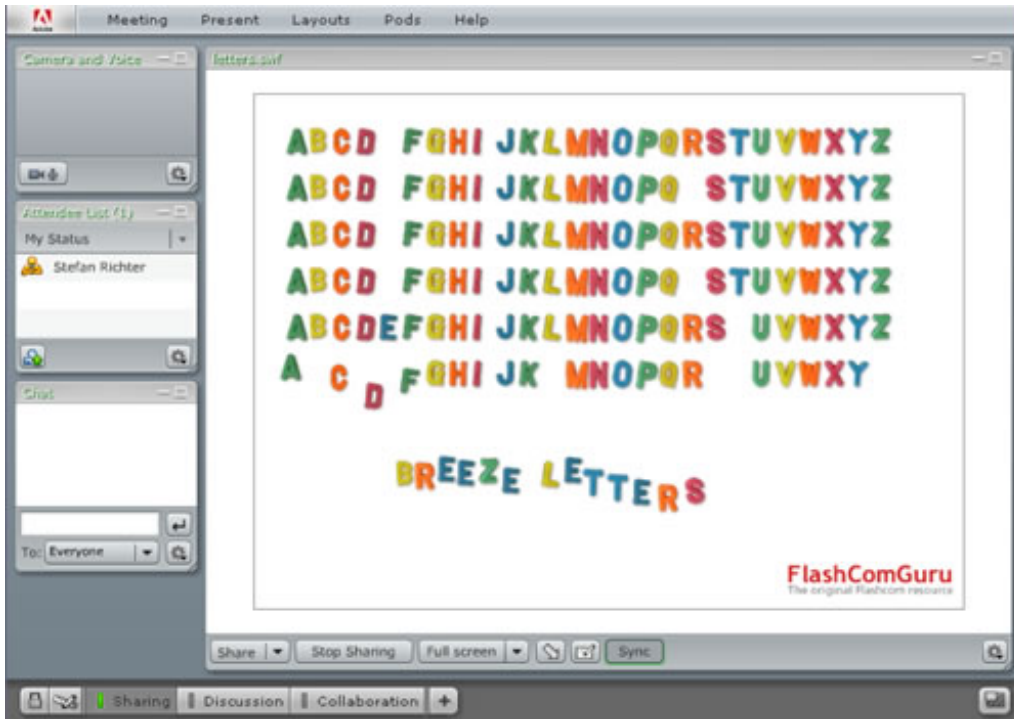 Adobe
Meeting Present Layouts Pods Help
Camera and Voice
letters.swf
Attendee List (1)
My Status
Stefan Richter
Chat
To: Everyone
ABCD FGHI JKLMNOPQRSTUVWXYZ
ABCD FGHI JKLMNOPQ STUVWXYZ
ABCD FGHI JKLMNOPQRSTUVWXYZ
ABCD FGHI JKLMNOPQ STUVWXYZ
ABCDEFGHI JKLMNOPQRS UVWXYZ
A C D FGHI JK MNOPQR UVWXY
BREEZE LETTERS
FlashComGuru
The original Flashcom resource
Share Stop Sharing Full screen Sync
Sharing Discussion Collaboration +